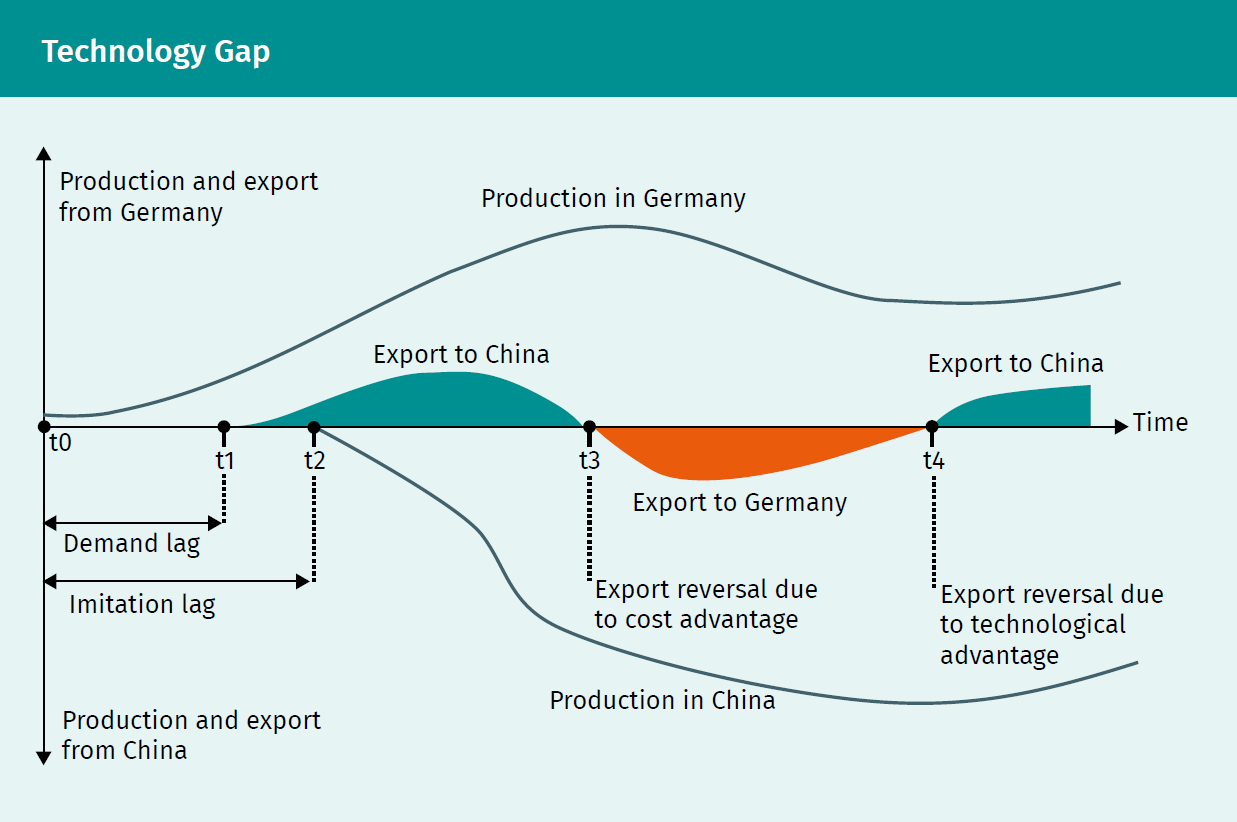 Technology Gap
Production and export
from Germany
Production in Germany
Export to China
Export to China
Time
t0
t1
t2
t3
t4
Export to Germany
Demand lag
Imitation lag
Export reversal due
to cost advantage
Export reversal due
to technological
advantage
Production in China
Production and export
from China